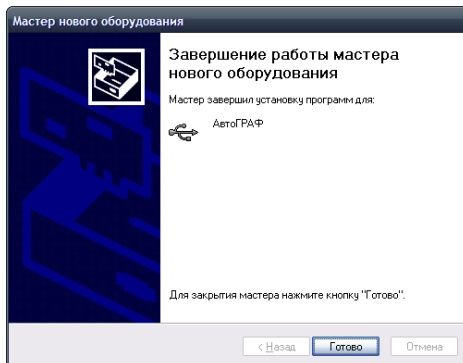 Мастер нового оборудования
Завершение работы мастера
нового оборудования
Мастер завершил установку программ для:
АвтоГРАФ
Для закрытия мастера нажмите кнопку "Готово".
< Назад
Готово
Отмена